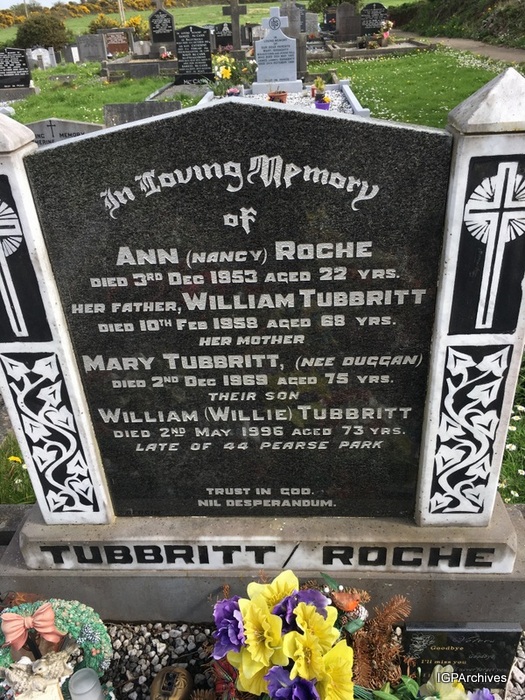 In Loving Memory
of
ANN (NANCY) ROCHE
DIED 3RD DEC 1953 AGED 22 YRS.
HER FATHER, WILLIAM TUBBRITT
DIED 10TH FEB 1958 AGED 68 YRS.
HER MOTHER
MARY TUBBRITT, (NEE DUGGAN)
DIED 2ND DEC 1969 AGED 75 YRS.
THEIR SON
WILLIAM (WILLIE) TUBBRITT
DIED 2ND MAY 1996 AGED 73 YRS.
LATE OF 44 PEARSE PARK
TRUST IN GOD.
NIL DESPERANDUM.
TUBBRITT / ROCHE
Goodbye
I'll miss you
IGPArchives